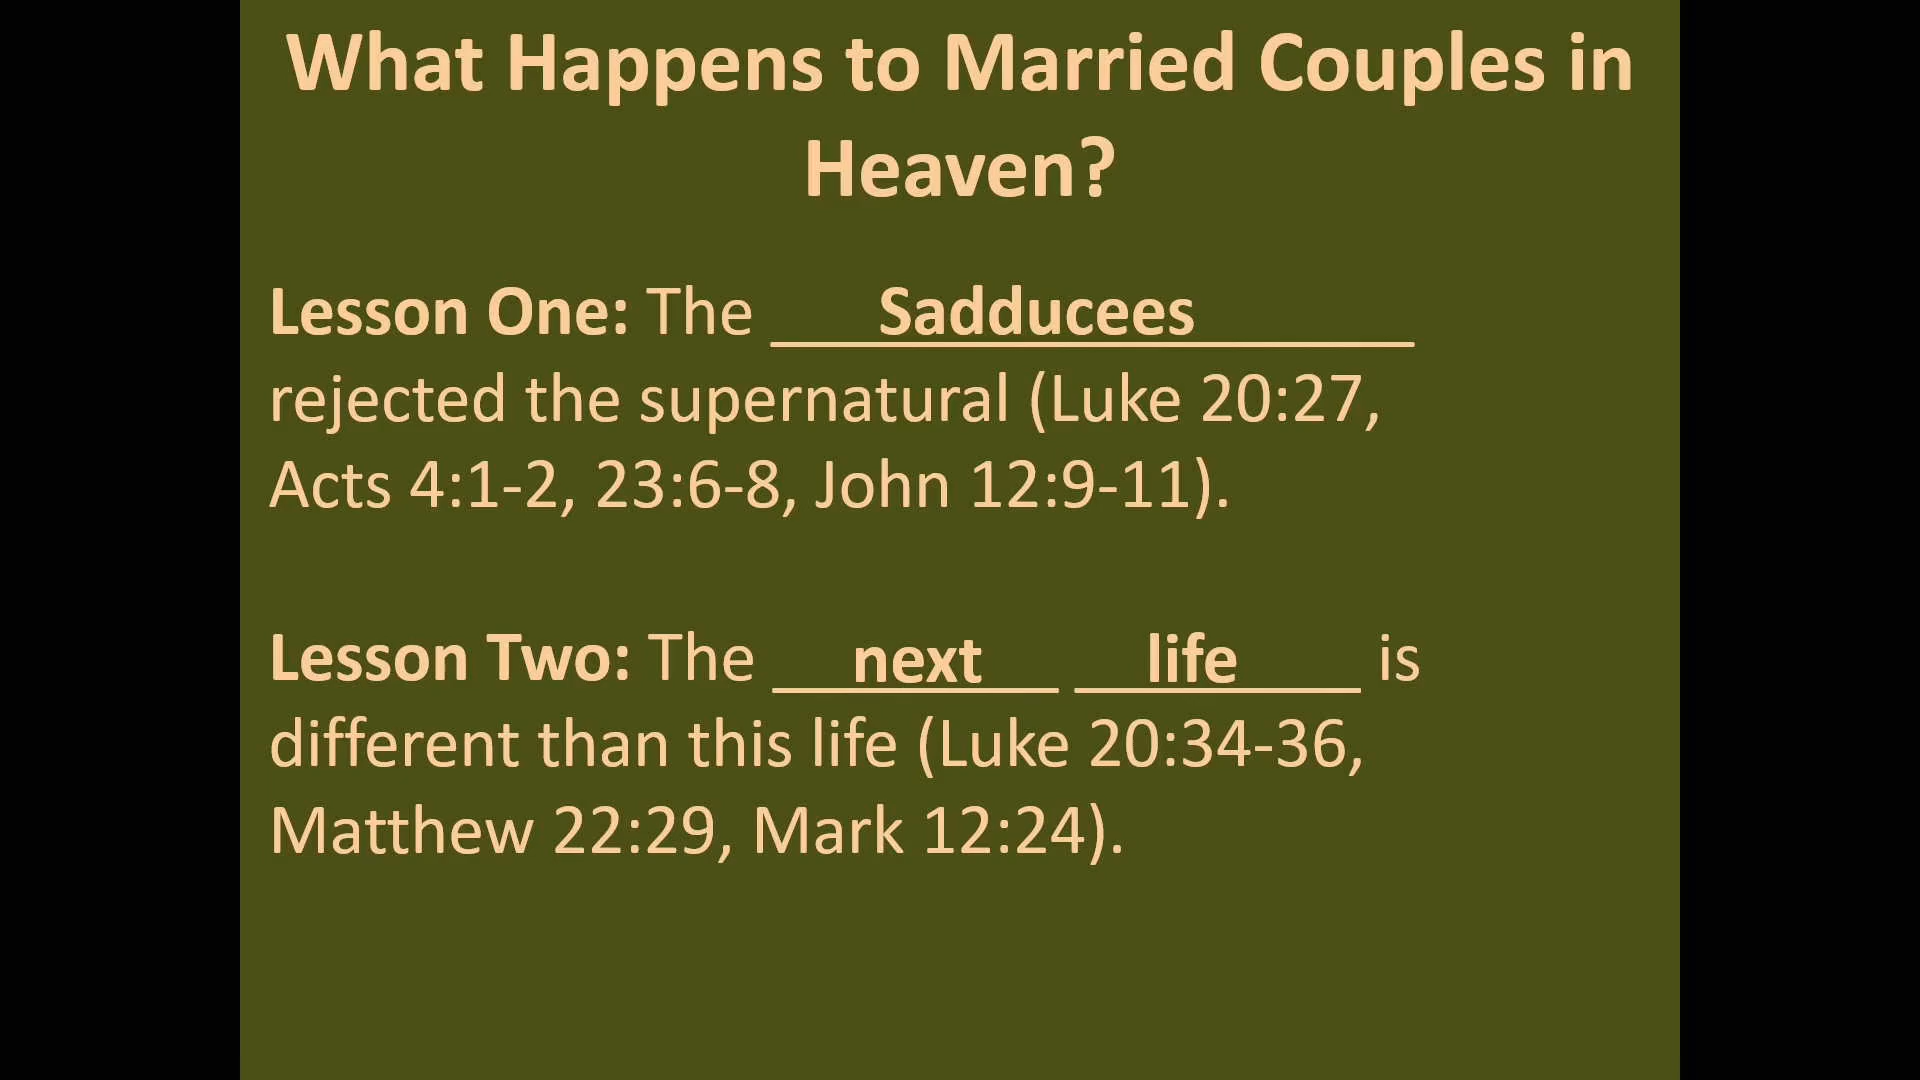 What Happens to Married Couples in
Heaven?
Lesson One: The Sadducees
rejected the supernatural (Luke 20:27,
Acts 4:1-2, 23:6-8, John 12:9-11).
Lesson Two: The next life is
different than this life (Luke 20:34-36,
Matthew 22:29, Mark 12:24).